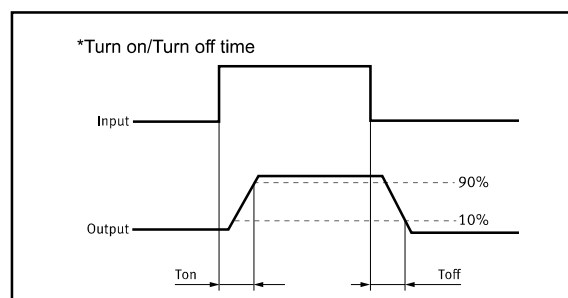 *Turn on/Turn off time
Input
90%
10%
Output
Ton
Toff